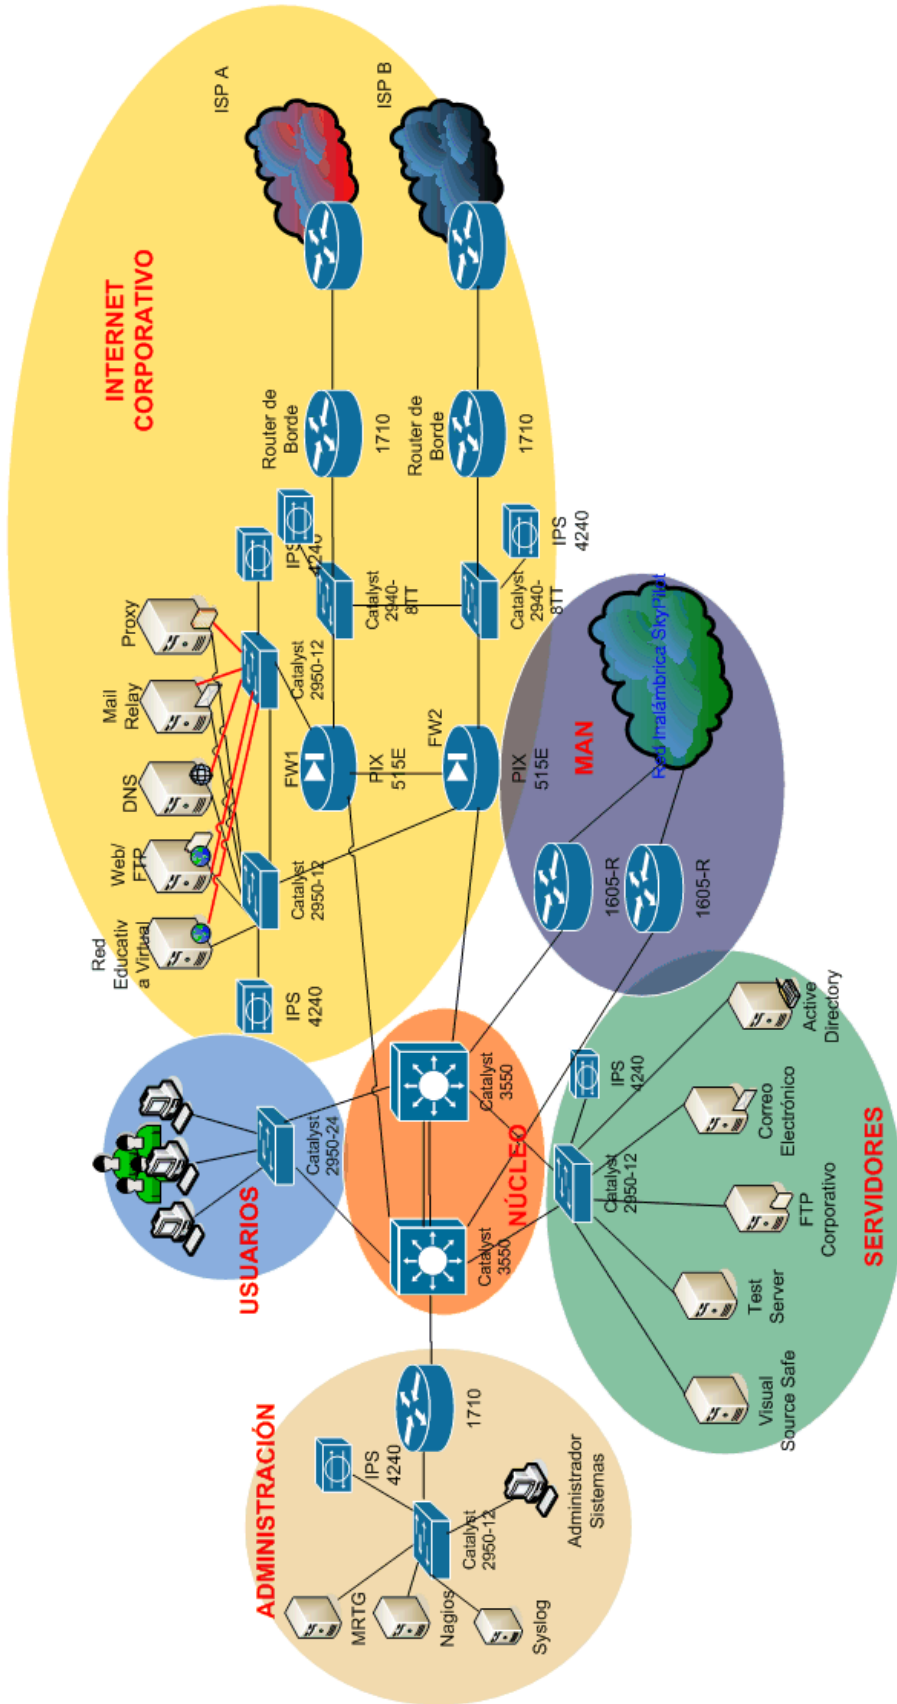 INTERNET
CORPORATIVO
ISP A
ISP B
Router de
Borde
1710
Router de
Borde
1710
IPS
4240
IPS
4240
Catalyst
2940-
8TT
Catalyst
2940-
8TT
Proxy
Mail
Relay
DNS
Web/
FTP
Red
Educativ
a Virtual
Catalyst
2950-12
Catalyst
2950-12
IPS
4240
FW1
PIX
515E
FW2
PIX
515E
MAN
Red Inalámbrica SkyPilot
1605-R
1605-R
USUARIOS
Catalyst
2950-24
NÚCLEO
Catalyst
3550
Catalyst
3550
SERVIDORES
IPS
4240
Catalyst
2950-12
Active
Directory
Correo
Electrónico
FTP
Corporativo
Test
Server
Visual
Source Safe
ADMINISTRACIÓN
1710
IPS
4240
Catalyst
2950-12
Administrador
Sistemas
MRTG
Nagios
Syslog